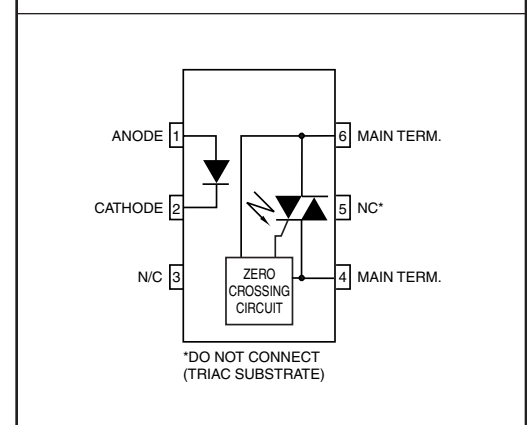 ANODE 1
6 MAIN TERM.
CATHODE 2
5 NC*
N/C 3
4 MAIN TERM.
ZERO
CROSSING
CIRCUIT
*DO NOT CONNECT
(TRIAC SUBSTRATE)